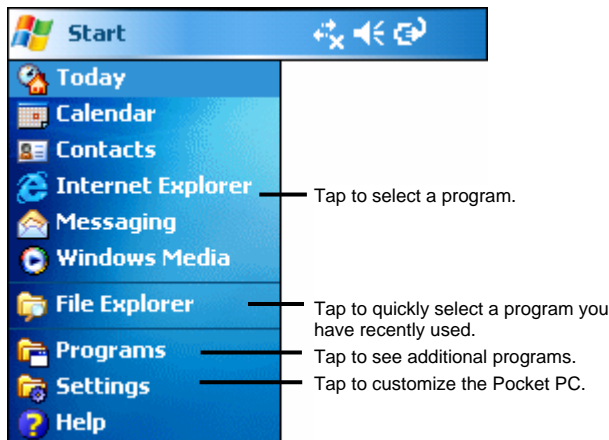 Start
Today
Calendar
Contacts
Internet Explorer
Tap to select a program.
Messaging
Windows Media
File Explorer
Tap to quickly select a program you
have recently used.
Programs
Tap to see additional programs.
Settings
Tap to customize the Pocket PC.
Help